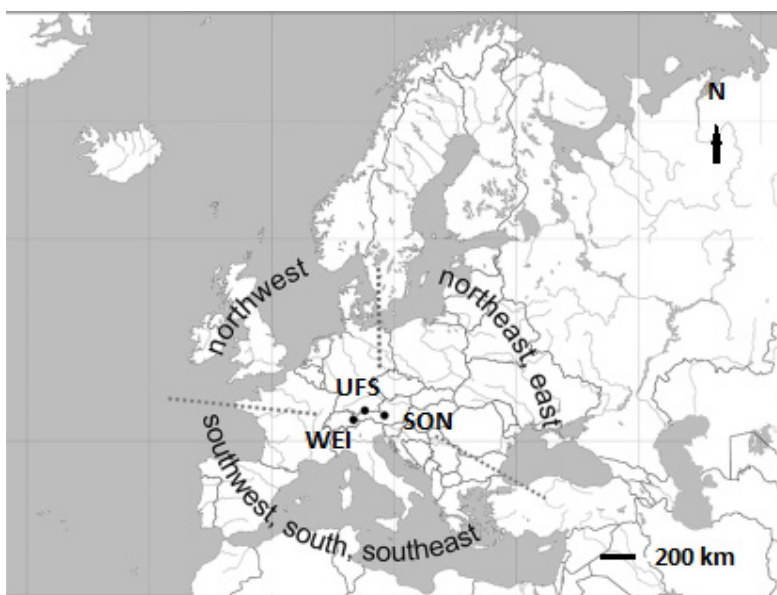 N
northwest
northeast, east
UFS
WEI
SON
southwest, south, southeast
200 km